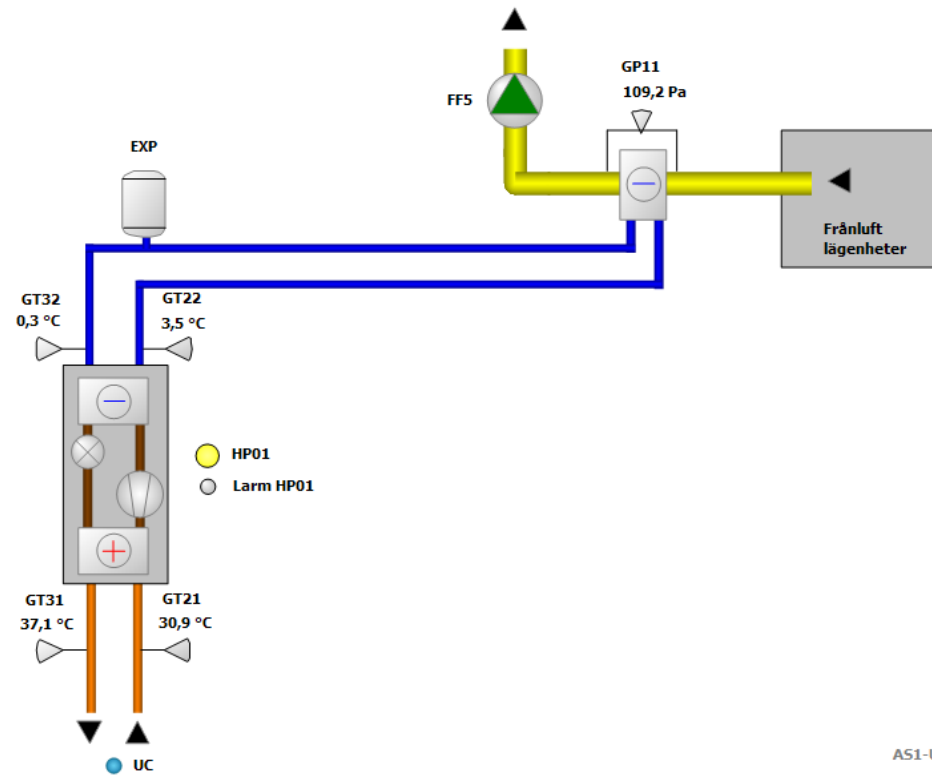 GP11
109,2 Pa
FF5
EXP
Frånluft
lägenheter
GT32
0,3 °C
GT22
3,5 °C
HP01
Larm HP01
GT31
37,1 °C
GT21
30,9 °C
UC